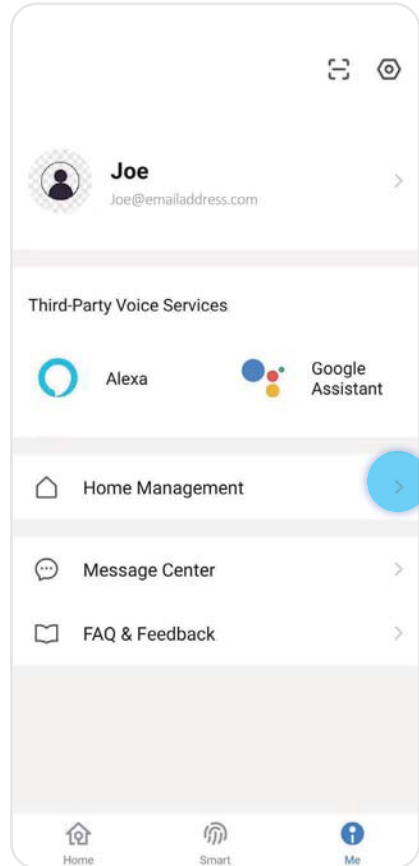 Joe
Joe@emailaddress.com
Third-Party Voice Services
Alexa
Google
Assistant
Home Management
Message Center
FAQ & Feedback
Home
Smart
Me